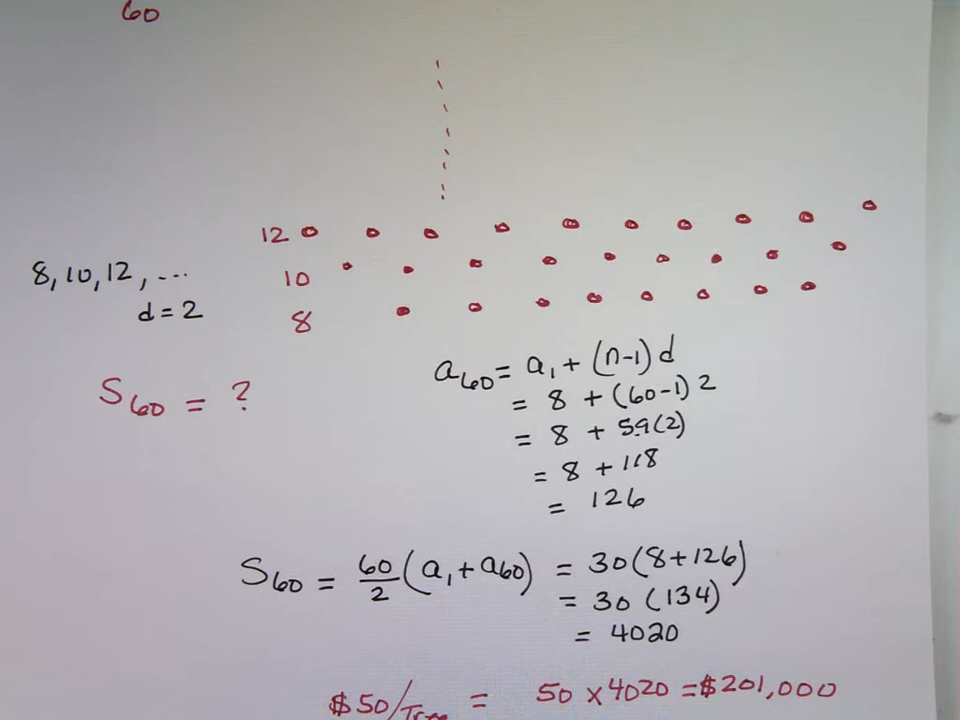 60
12
8, 10, 12, ...
10
d = 2
8
a60 = a1 + (n-1) d
S60 = ?
= 8 + (60-1) 2
= 8 + 59(2)
= 8 + 118
= 126
S60 = 60/2 (a1 + a60) = 30(8+126)
= 30 (134)
= 4020
$50/Tree = 50 x 4020 = $201,000